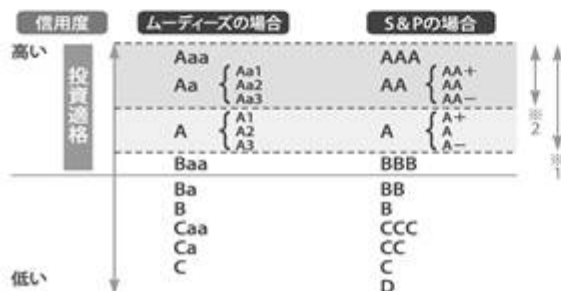 信用度 ムーディーズの場合 S&Pの場合
高い
投資適格
Aaa AAA
Aa { Aa1 Aa2 Aa3 AA { AA+ AA AA−
A { A1 A2 A3 A { A+ A A−
Baa BBB
※2
※1
Ba BB
B B
Caa CCC
Ca CC
C C
低い D